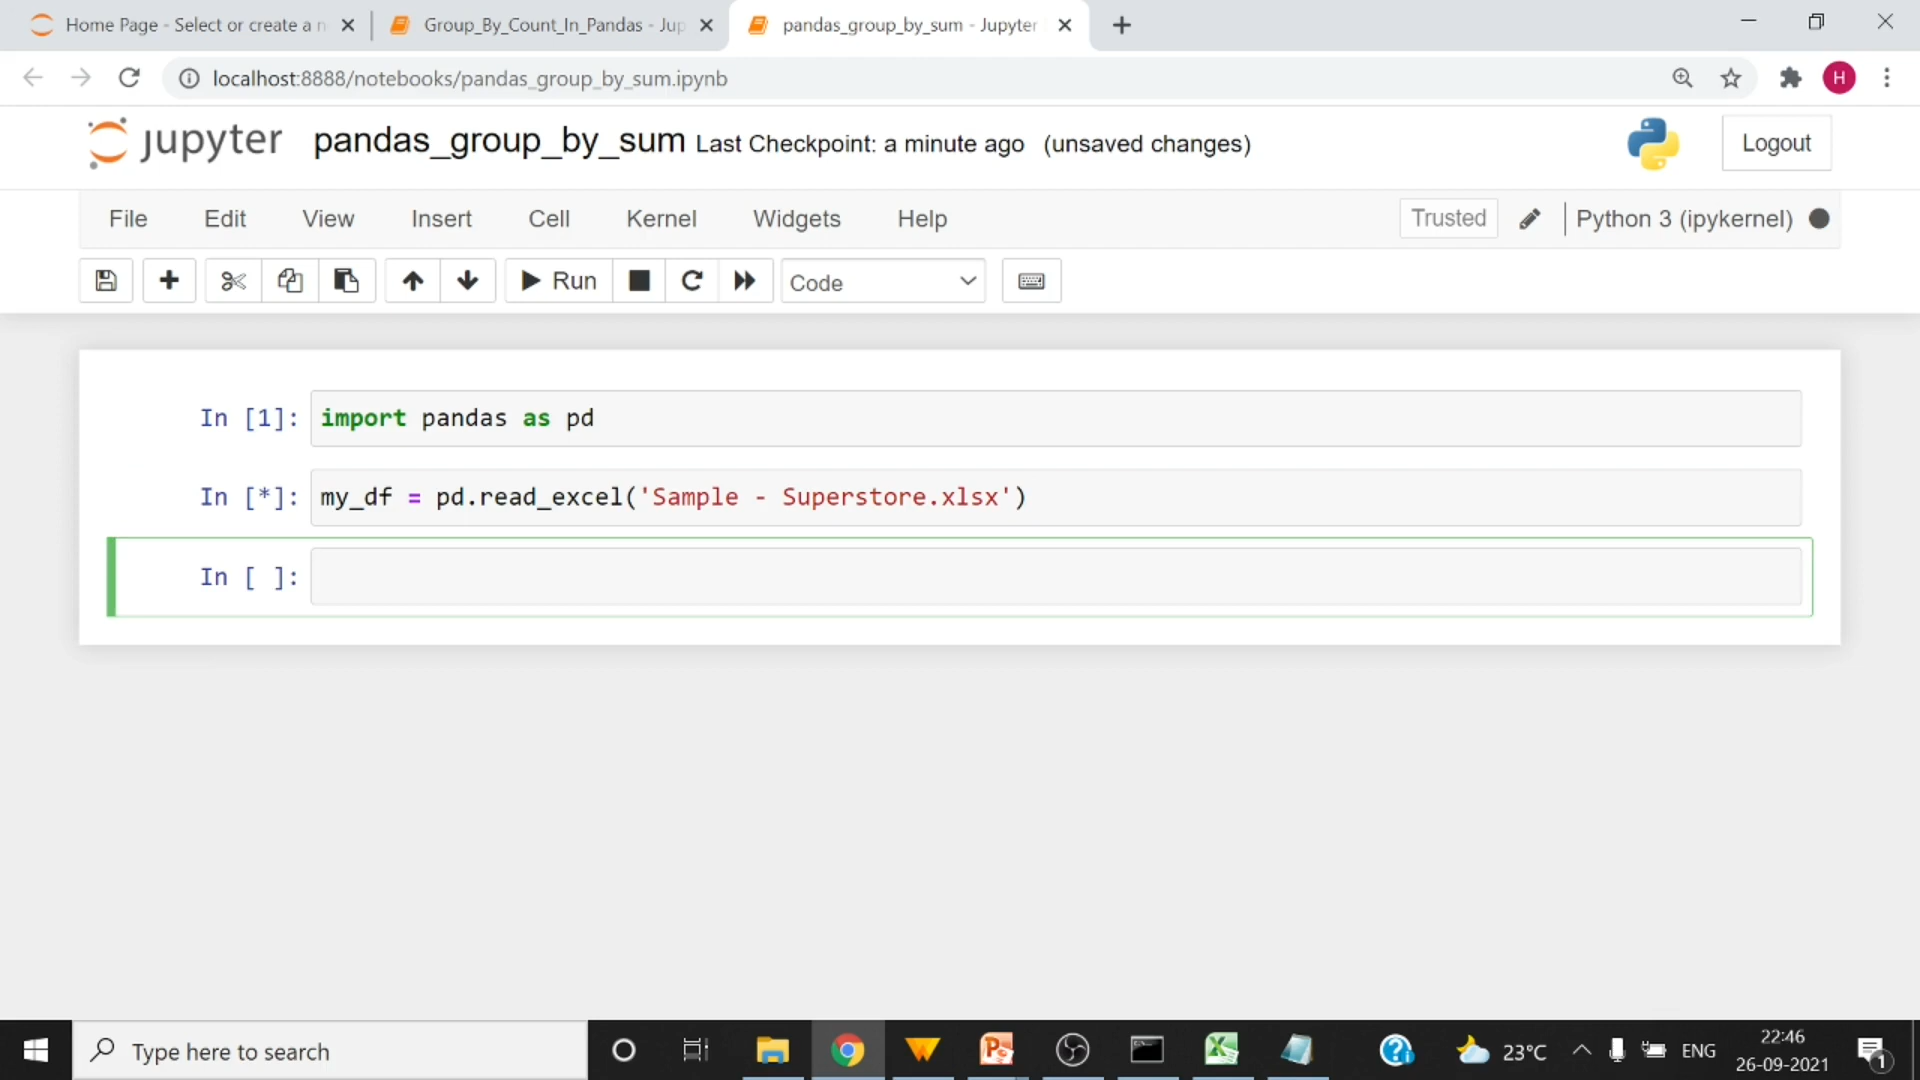 Home Page - Select or create a n
Group_By_Count_In_Pandas - Jup
pandas_group_by_sum - Jupyter
localhost:8888/notebooks/pandas_group_by_sum.ipynb
H
jupyter pandas_group_by_sum Last Checkpoint: a minute ago (unsaved changes)
Logout
File Edit View Insert Cell Kernel Widgets Help
Trusted Python 3 (ipykernel)
Run Code
In [1]: import pandas as pd
In [*]: my_df = pd.read_excel('Sample - Superstore.xlsx')
In [ ]:
Type here to search
23°C ENG
22:46
26-09-2021
1